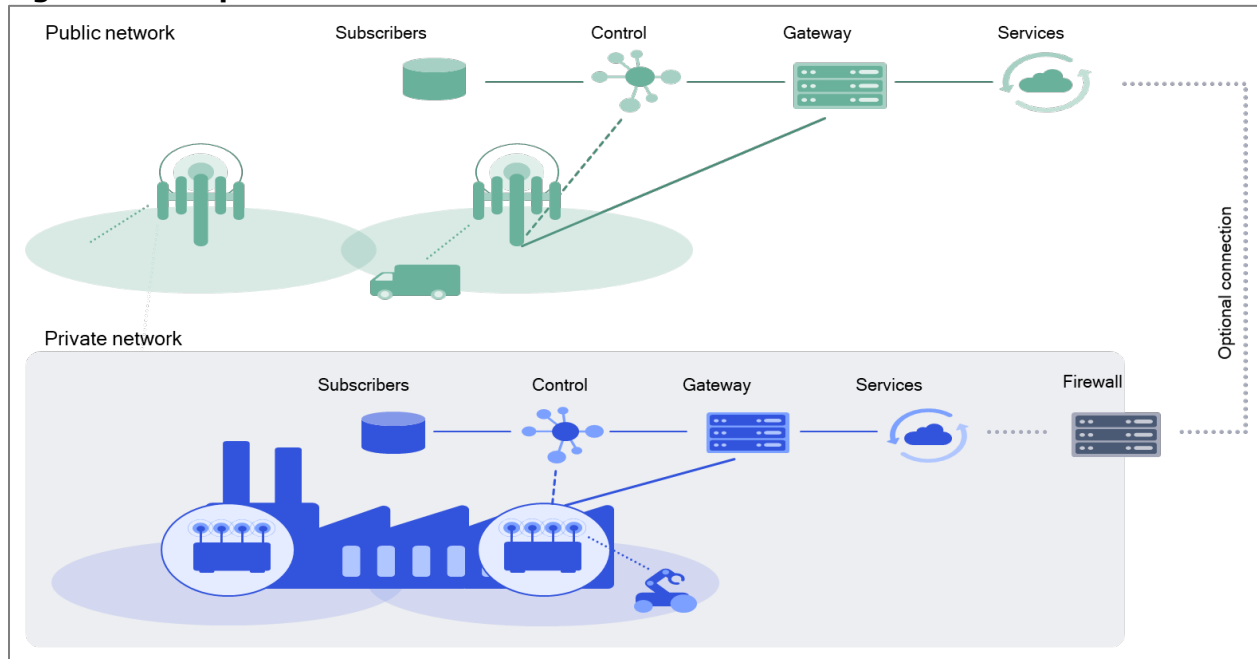 Public network
Subscribers
Control
Gateway
Services
Optional connection
Private network
Subscribers
Control
Gateway
Services
Firewall